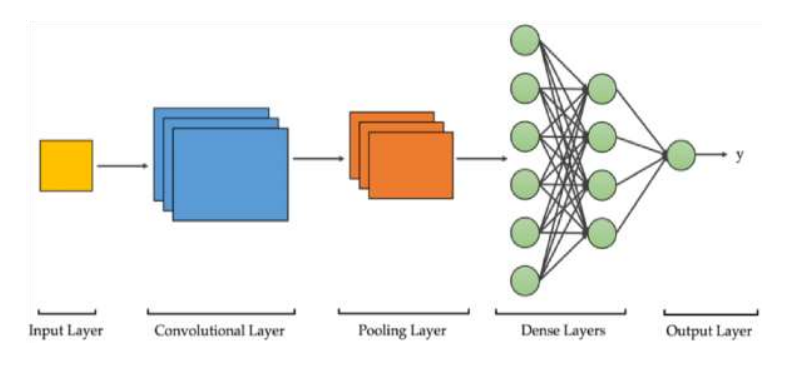 y
Input Layer
Convolutional Layer
Pooling Layer
Dense Layers
Output Layer